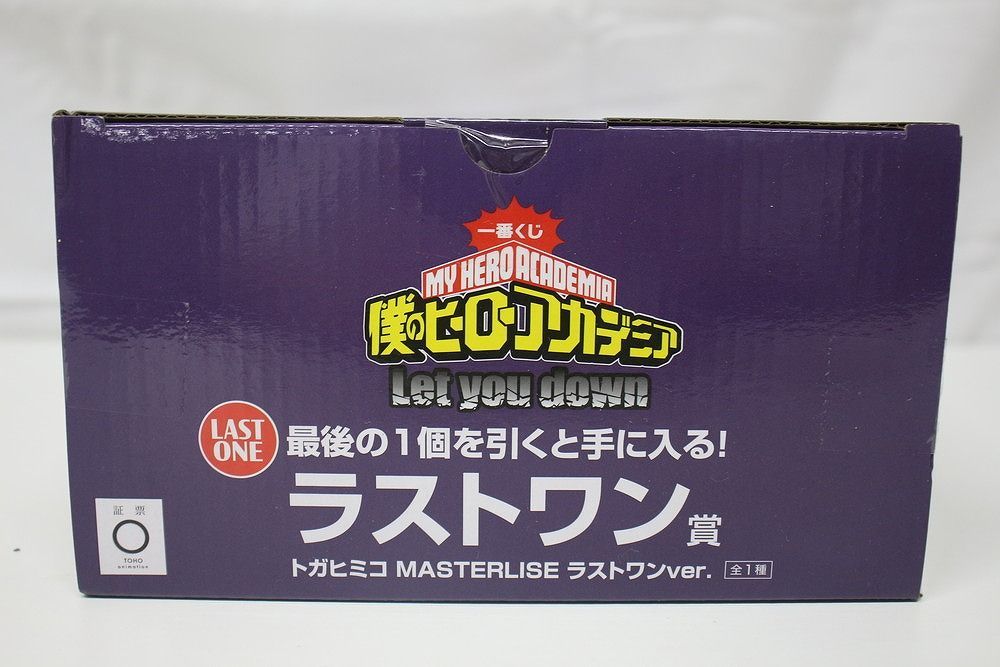 一番くじ
MY HERO ACADEMIA
僕のヒーローアカデミア
Let you down
LAST
ONE
最後の1個を引くと手に入る!
ラストワン賞
トガヒミコ MASTERLISE ラストワンver. 全1種
証票
TOHO
animation